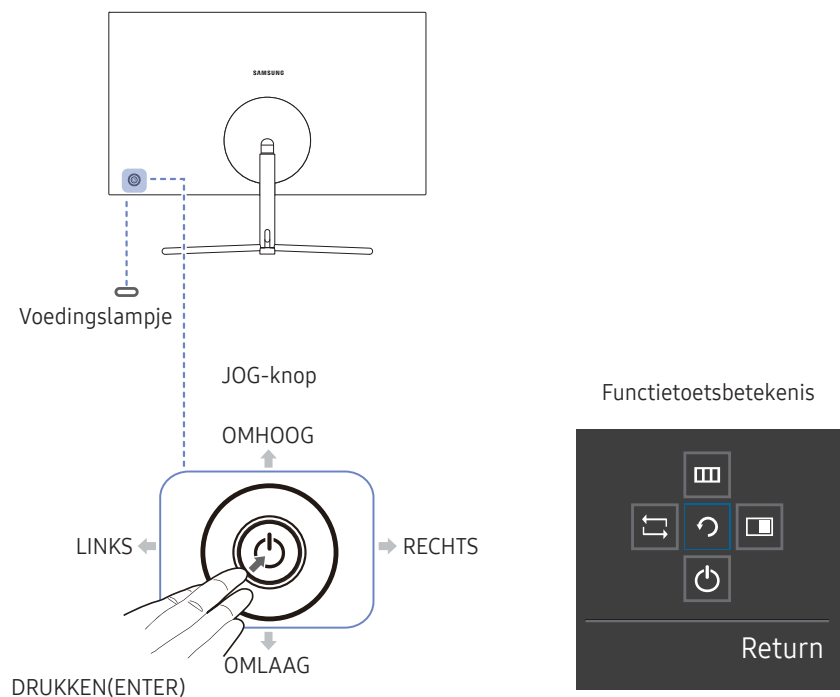 SAMSUNG
Voedingslampje
JOG-knop
Functietoetsbetekenis
OMHOOG
LINKS
RECHTS
OMLAAG
DRUKKEN(ENTER)
Return